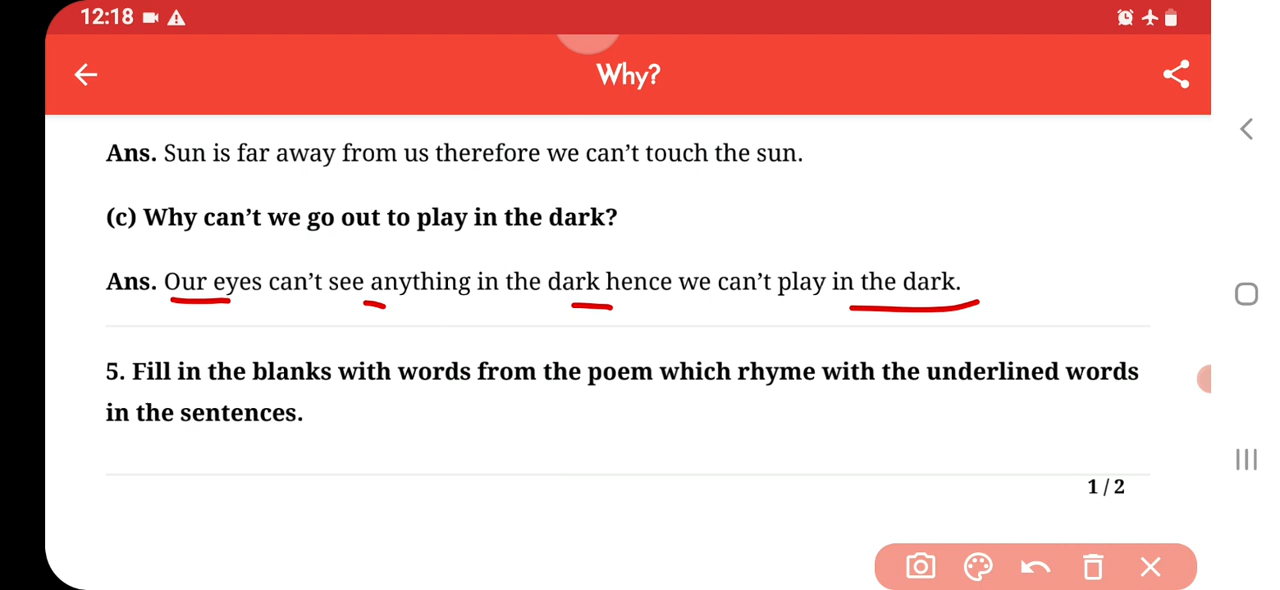 12:18
Why?
Ans. Sun is far away from us therefore we can't touch the sun.
(c) Why can't we go out to play in the dark?
Ans. Our eyes can't see anything in the dark hence we can't play in the dark.
5. Fill in the blanks with words from the poem which rhyme with the underlined words
in the sentences.
1 / 2